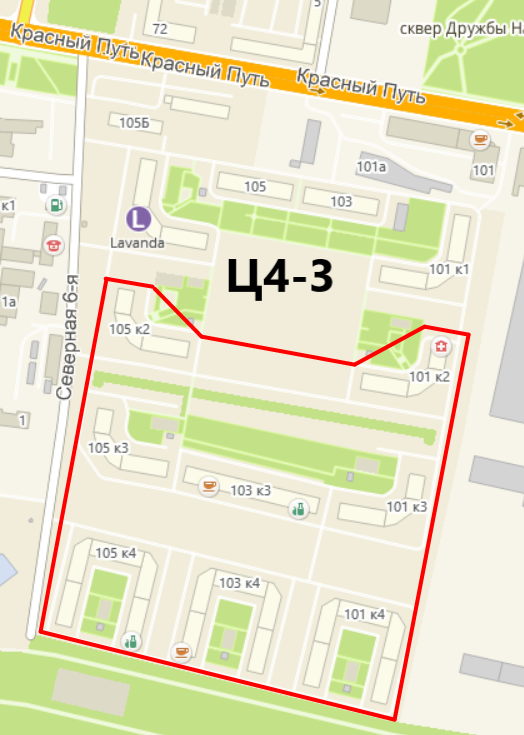 5
72
сквер Дружбы На
Красный Путь
Красный Путь
Красный Путь
105Б
101а
101
105
103
к1
Lavanda
Ц4-3
101 к1
Северная 6-я
1а
105 к2
101 к2
1
105 к3
103 к3
101 к3
105 к4
103 к4
101 к4